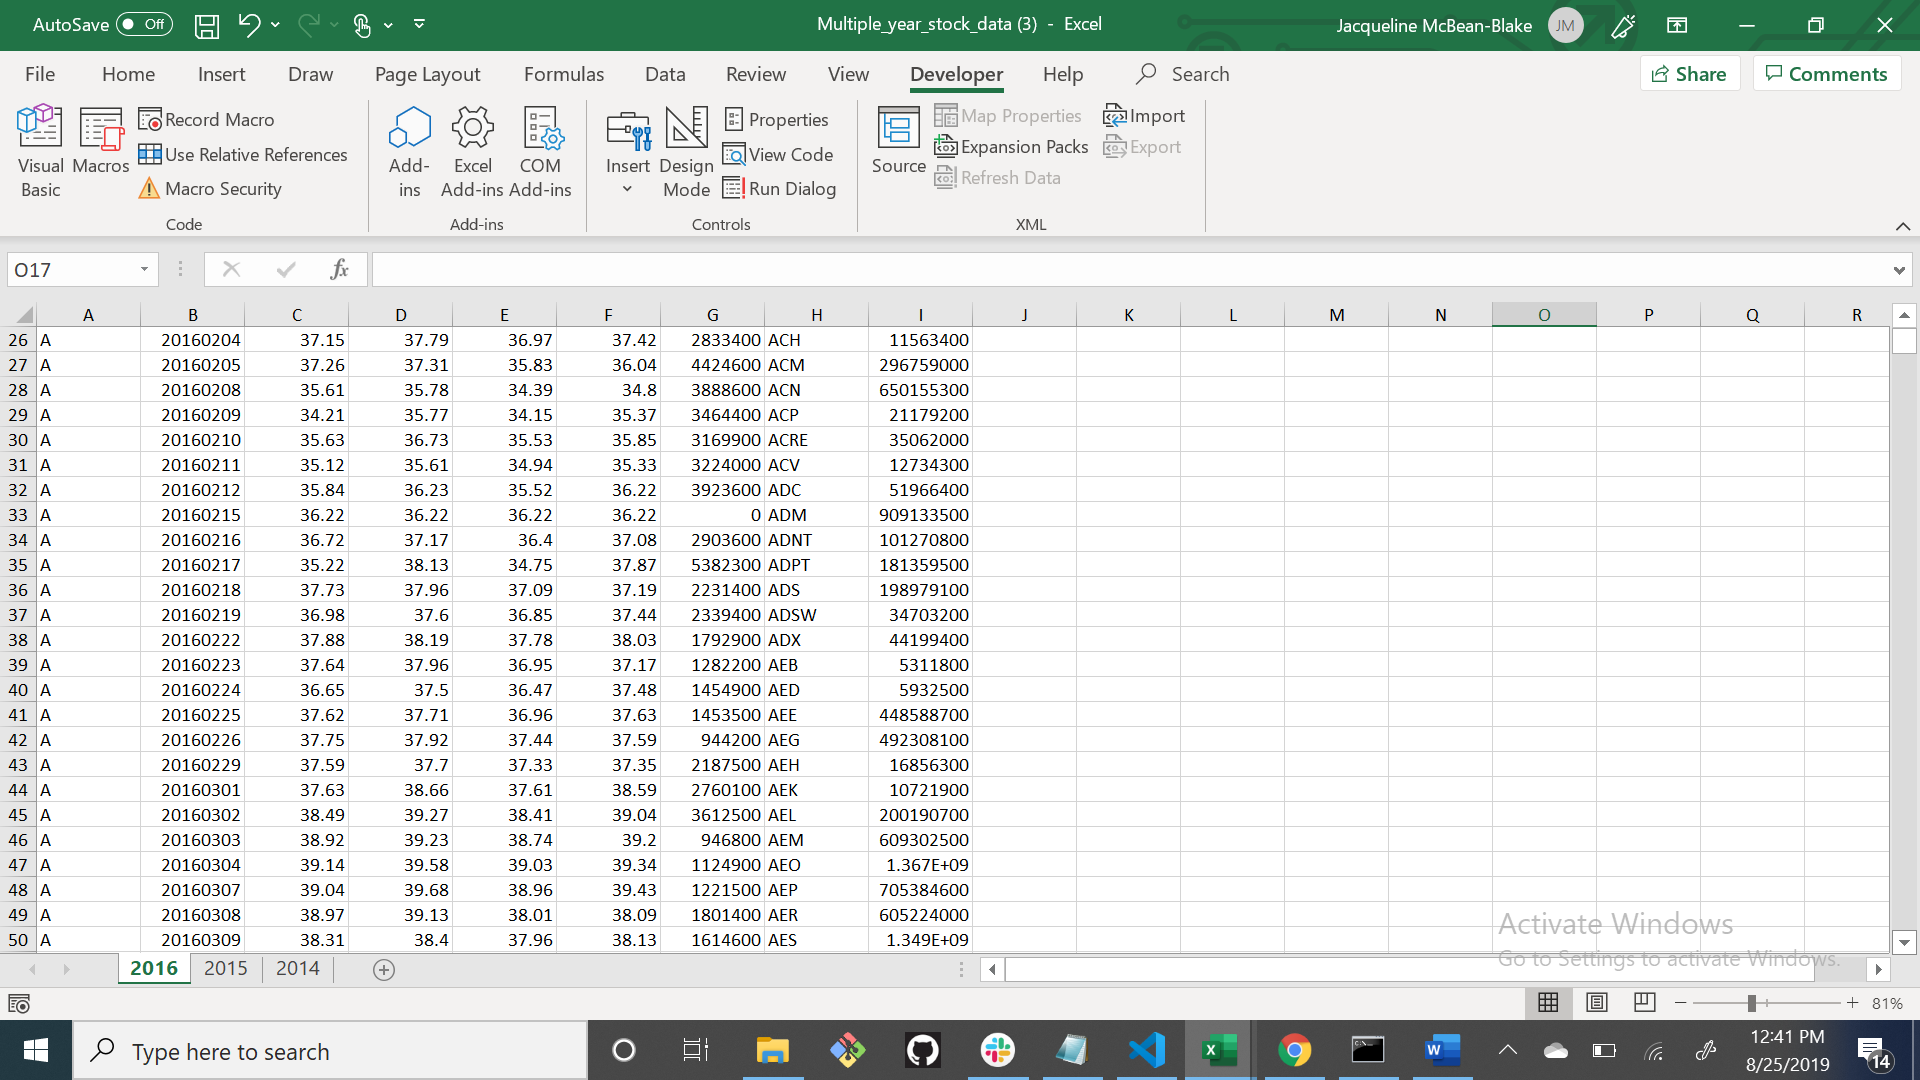 AutoSave Off Multiple_year_stock_data (3) - Excel Jacqueline McBean-Blake JM
File Home Insert Draw Page Layout Formulas Data Review View Developer Help Search Share Comments
Visual Basic Macros Record Macro Use Relative References Macro Security Code
Add-ins Excel Add-ins COM Add-ins Add-ins
Insert Design Mode Properties View Code Run Dialog Controls
Source Map Properties Expansion Packs Refresh Data Import Export XML
O17 fx
A B C D E F G H I J K L M N O P Q R
26 A 20160204 37.15 37.79 36.97 37.42 2833400 ACH 11563400
27 A 20160205 37.26 37.31 35.83 36.04 4424600 ACM 296759000
28 A 20160208 35.61 35.78 34.39 34.8 3888600 ACN 650155300
29 A 20160209 34.21 35.77 34.15 35.37 3464400 ACP 21179200
30 A 20160210 35.63 36.73 35.53 35.85 3169900 ACRE 35062000
31 A 20160211 35.12 35.61 34.94 35.33 3224000 ACV 12734300
32 A 20160212 35.84 36.23 35.52 36.22 3923600 ADC 51966400
33 A 20160215 36.22 36.22 36.22 36.22 0 ADM 909133500
34 A 20160216 36.72 37.17 36.4 37.08 2903600 ADNT 101270800
35 A 20160217 35.22 38.13 34.75 37.87 5382300 ADPT 181359500
36 A 20160218 37.73 37.96 37.09 37.19 2231400 ADS 198979100
37 A 20160219 36.98 37.6 36.85 37.44 2339400 ADSW 34703200
38 A 20160222 37.88 38.19 37.78 38.03 1792900 ADX 44199400
39 A 20160223 37.64 37.96 36.95 37.17 1282200 AEB 5311800
40 A 20160224 36.65 37.5 36.47 37.48 1454900 AED 5932500
41 A 20160225 37.62 37.71 36.96 37.63 1453500 AEE 448588700
42 A 20160226 37.75 37.92 37.44 37.59 944200 AEG 492308100
43 A 20160229 37.59 37.7 37.33 37.35 2187500 AEH 16856300
44 A 20160301 37.63 38.66 37.61 38.59 2760100 AEK 10721900
45 A 20160302 38.49 39.27 38.41 39.04 3612500 AEL 200190700
46 A 20160303 38.92 39.23 38.74 39.2 946800 AEM 609302500
47 A 20160304 39.14 39.58 39.03 39.34 1124900 AEO 1.367E+09
48 A 20160307 39.04 39.68 38.96 39.43 1221500 AEP 705384600
49 A 20160308 38.97 39.13 38.01 38.09 1801400 AER 605224000
50 A 20160309 38.31 38.4 37.96 38.13 1614600 AES 1.349E+09
Activate Windows
Go to Settings to activate Windows.
2016 2015 2014
81%
Type here to search
12:41 PM
8/25/2019
14